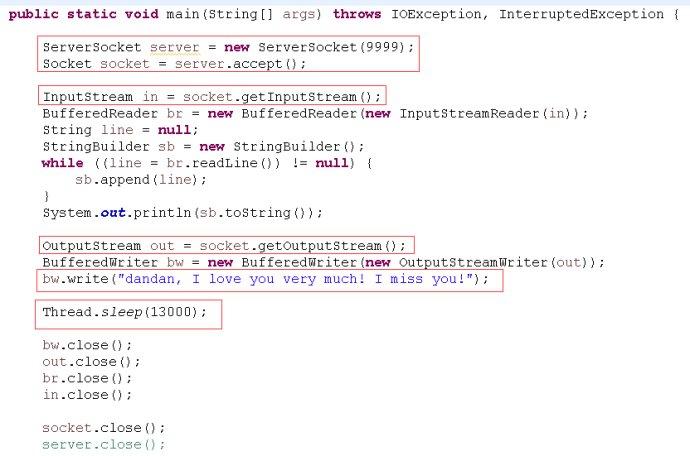 public static void main(String[] args) throws IOException, InterruptedException {
ServerSocket server = new ServerSocket(9999);
Socket socket = server.accept();
InputStream in = socket.getInputStream();
BufferedReader br = new BufferedReader(new InputStreamReader(in));
String line = null;
StringBuilder sb = new StringBuilder();
while ((line = br.readLine()) != null) {
sb.append(line);
}
System.out.println(sb.toString());
OutputStream out = socket.getOutputStream();
BufferedWriter bw = new BufferedWriter(new OutputStreamWriter(out));
bw.write("dandan, I love you very much! I miss you!");
Thread.sleep(13000);
bw.close();
out.close();
br.close();
in.close();
socket.close();
server.close();